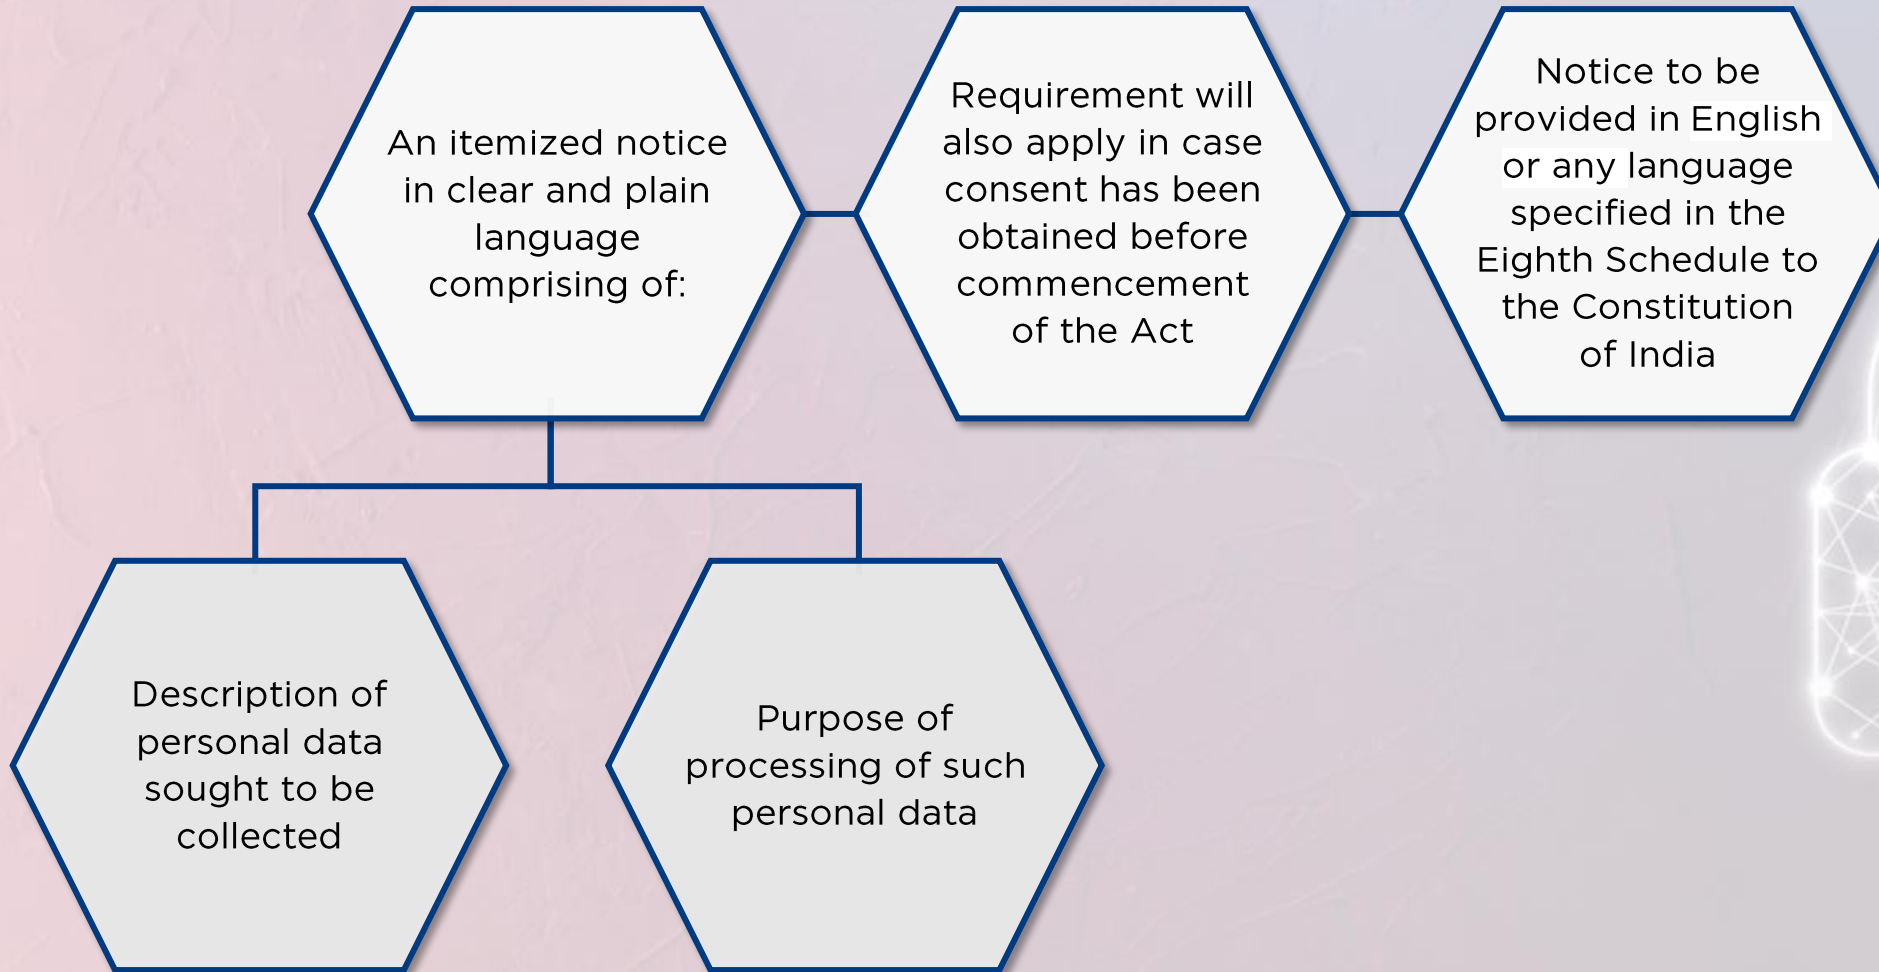 An itemized notice
in clear and plain
language
comprising of:
Requirement will
also apply in case
consent has been
obtained before
commencement
of the Act
Notice to be
provided in English
or any language
specified in the
Eighth Schedule to
the Constitution
of India
Description of
personal data
sought to be
collected
Purpose of
processing of such
personal data